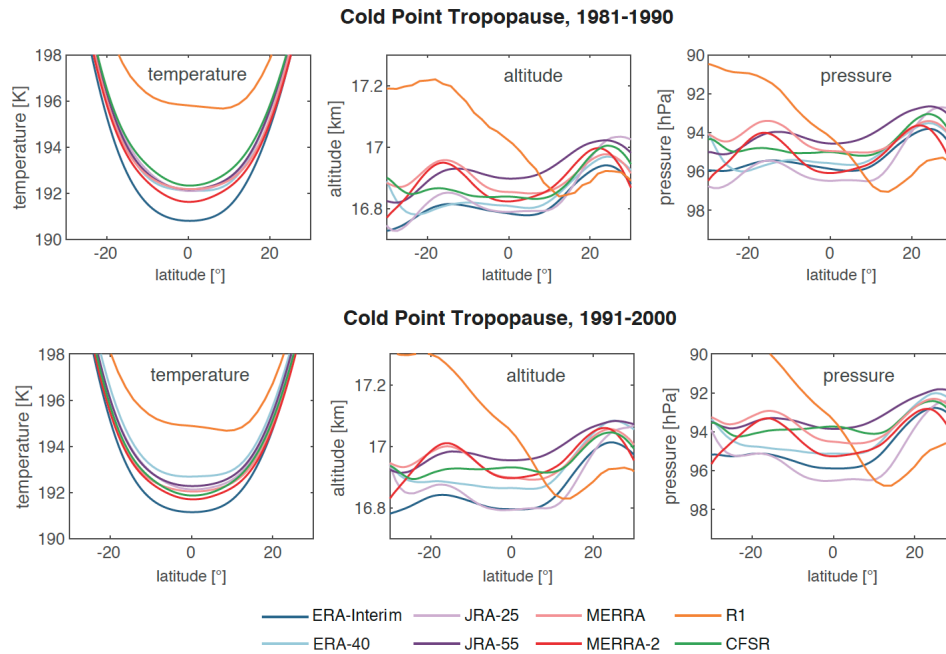 Cold Point Tropopause, 1981-1990
198
196
194
192
190
temperature [K]
temperature
-20
0
20
latitude [°]
17.2
17
16.8
altitude [km]
altitude
-20
0
20
latitude [°]
90
92
94
96
98
pressure [hPa]
pressure
-20
0
20
latitude [°]
Cold Point Tropopause, 1991-2000
198
196
194
192
190
temperature [K]
temperature
-20
0
20
latitude [°]
17.2
17
16.8
altitude [km]
altitude
-20
0
20
latitude [°]
90
92
94
96
98
pressure [hPa]
pressure
-20
0
20
latitude [°]
ERA-Interim JRA-25 MERRA R1
ERA-40 JRA-55 MERRA-2 CFSR